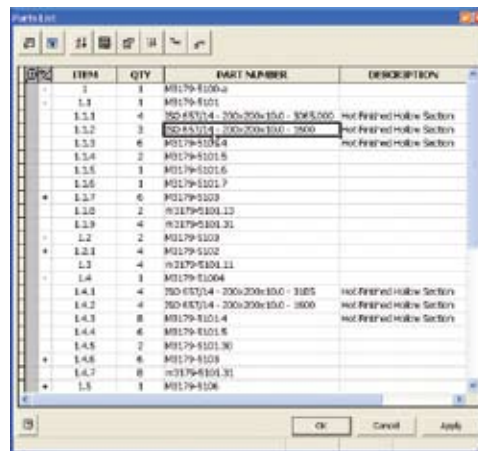 Parts List
ITEM QTY PART NUMBER DESCRIPTION
1 1 M3179-5100-a
1.1 1 M3179-5101
1.1.1 4 ISO 657/14 - 200x200x10.0 - 3065.000 Hot Finished Hollow Section
1.1.2 3 ISO 657/14 - 200x200x10.0 - 1500 Hot Finished Hollow Section
1.1.3 6 M3179-5101.4 Hot Finished Hollow Section
1.1.4 2 M3179-5101.5
1.1.5 1 M3179-5101.6
1.1.6 1 M3179-5101.7
+ 1.1.7 6 M3179-5103
1.1.8 2 m3179-5101.13
1.1.9 4 m3179-5101.31
- 1.2 2 M3179-5103
+ 1.2.1 4 M3179-5102
1.3 4 m3179-5101.11
- 1.4 1 M3179-51004
1.4.1 4 ISO 657/14 - 200x200x10.0 - 3185 Hot Finished Hollow Section
1.4.2 4 ISO 657/14 - 200x200x10.0 - 1600 Hot Finished Hollow Section
1.4.3 8 M3179-5101.4 Hot Finished Hollow Section
1.4.4 6 M3179-5101.5
1.4.5 2 M3179-5101.30
+ 1.4.6 6 M3179-5103
1.4.7 8 m3179-5101.31
+ 1.5 1 M3179-5106
OK Cancel Apply